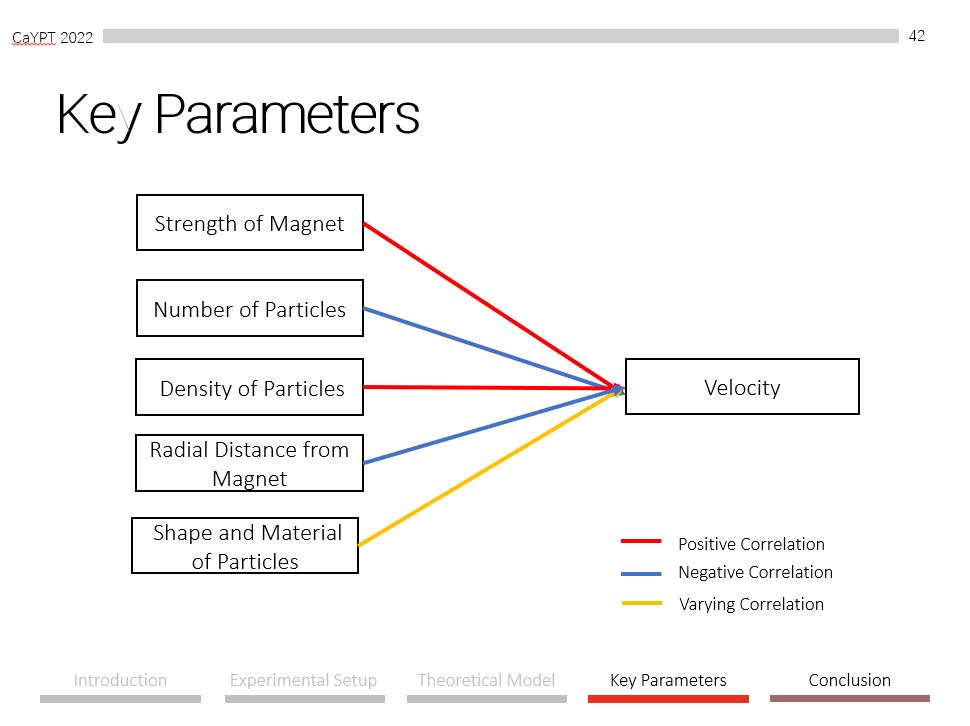 CaYPT 2022
42
Key Parameters
Strength of Magnet
Number of Particles
Density of Particles
Radial Distance from
Magnet
Shape and Material
of Particles
Velocity
Positive Correlation
Negative Correlation
Varying Correlation
Introduction
Experimental Setup
Theoretical Model
Key Parameters
Conclusion